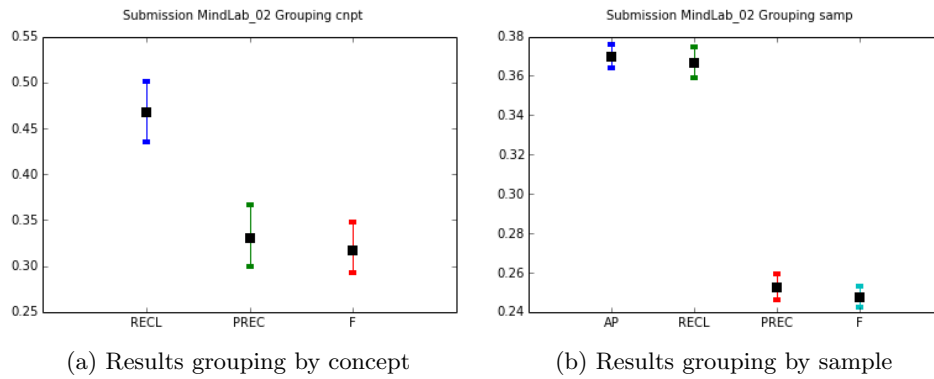 Submission MindLab_02 Grouping cnpt
0.55
0.50
0.45
0.40
0.35
0.30
0.25
RECL PREC F
(a) Results grouping by concept
Submission MindLab_02 Grouping samp
0.38
0.36
0.34
0.32
0.30
0.28
0.26
0.24
AP RECL PREC F
(b) Results grouping by sample